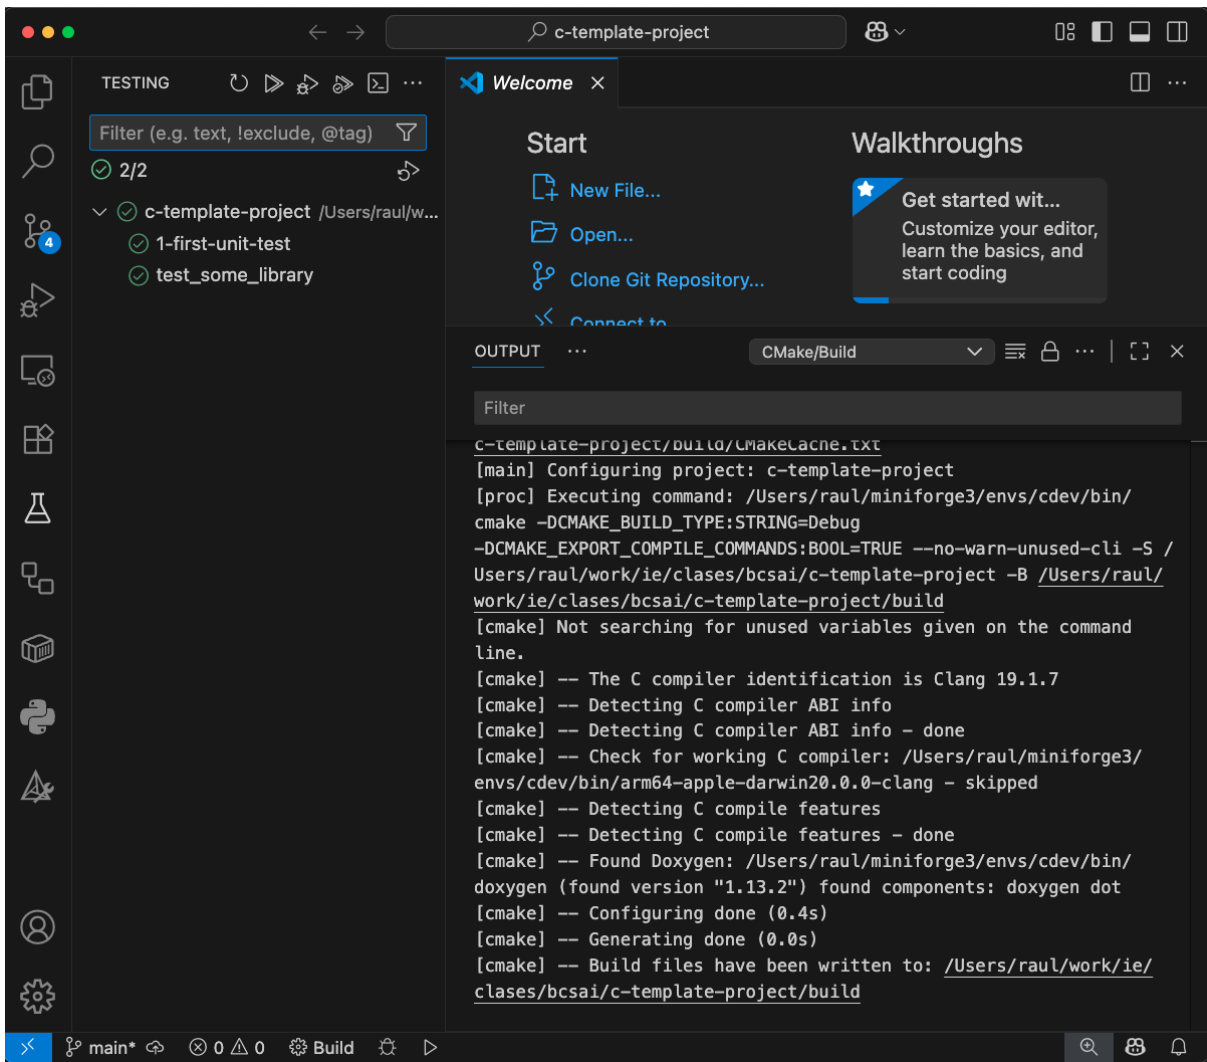 c-template-project
TESTING
Filter (e.g. text, !exclude, @tag)
2/2
c-template-project /Users/raul/w...
1-first-unit-test
test_some_library
4
Welcome
Start
New File...
Open...
Clone Git Repository...
Connect to
Walkthroughs
Get started wit...
Customize your editor,
learn the basics, and
start coding
OUTPUT
CMake/Build
Filter
c-template-project/build/CMakeCache.txt
[main] Configuring project: c-template-project
[proc] Executing command: /Users/raul/miniforge3/envs/cdev/bin/
cmake -DCMAKE_BUILD_TYPE:STRING=Debug
-DCMAKE_EXPORT_COMPILE_COMMANDS:BOOL=TRUE --no-warn-unused-cli -S /
Users/raul/work/ie/clases/bcsai/c-template-project -B /Users/raul/
work/ie/clases/bcsai/c-template-project/build
[cmake] Not searching for unused variables given on the command
line.
[cmake] -- The C compiler identification is Clang 19.1.7
[cmake] -- Detecting C compiler ABI info
[cmake] -- Detecting C compiler ABI info - done
[cmake] -- Check for working C compiler: /Users/raul/miniforge3/
envs/cdev/bin/arm64-apple-darwin20.0.0-clang - skipped
[cmake] -- Detecting C compile features
[cmake] -- Detecting C compile features - done
[cmake] -- Found Doxygen: /Users/raul/miniforge3/envs/cdev/bin/
doxygen (found version "1.13.2") found components: doxygen dot
[cmake] -- Configuring done (0.4s)
[cmake] -- Generating done (0.0s)
[cmake] -- Build files have been written to: /Users/raul/work/ie/
clases/bcsai/c-template-project/build
main* 0 0 Build